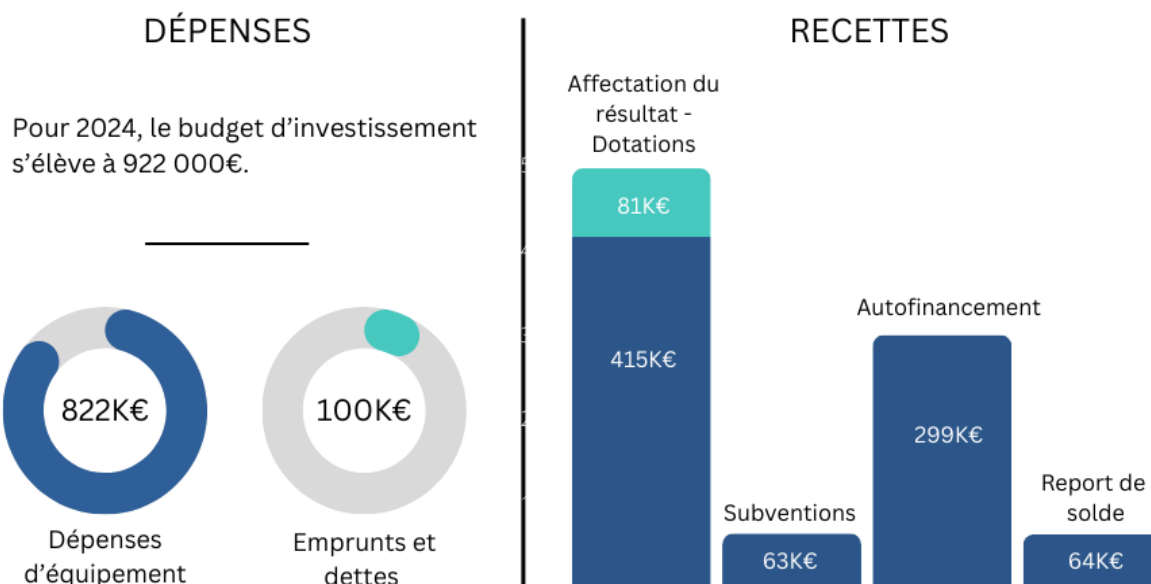 DÉPENSES
Pour 2024, le budget d’investissement
s’élève à 922 000€.
822K€
100K€
Dépenses
d’équipement
Emprunts et
dettes
RECETTES
Affectation du
résultat -
Dotations
81K€
415K€
Subventions
63K€
Autofinancement
299K€
Report de
solde
64K€